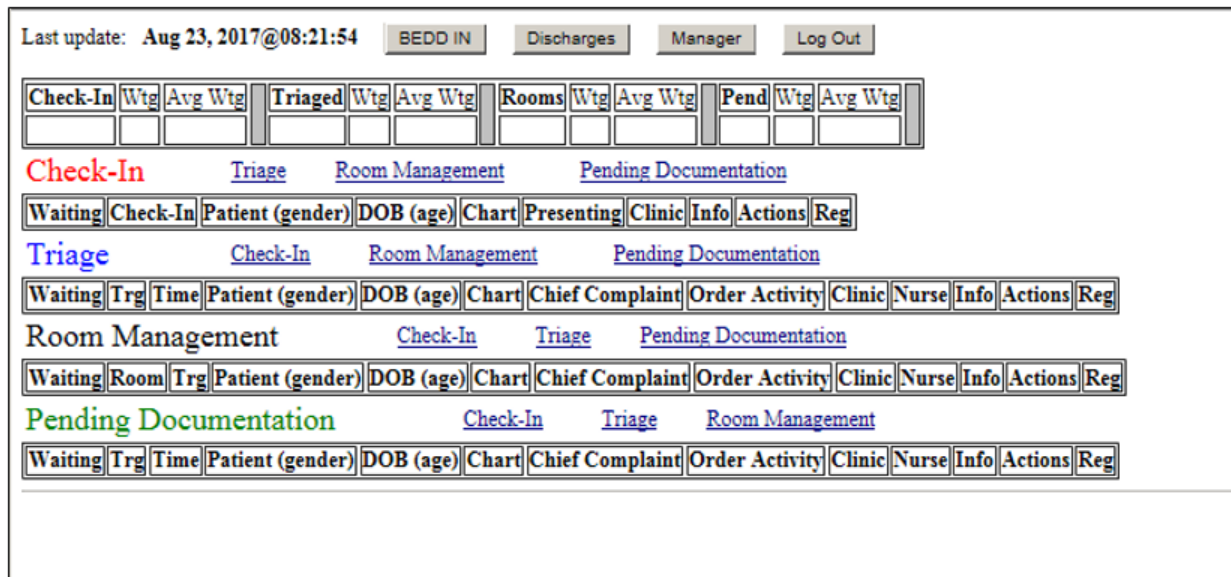 Last update: Aug 23, 2017@08:21:54 BEDD IN Discharges Manager Log Out
Check-In Wtg Avg Wtg Triaged Wtg Avg Wtg Rooms Wtg Avg Wtg Pend Wtg Avg Wtg
Check-In Triage Room Management Pending Documentation
Waiting Check-In Patient (gender) DOB (age) Chart Presenting Clinic Info Actions Reg
Triage Check-In Room Management Pending Documentation
Waiting Trg Time Patient (gender) DOB (age) Chart Chief Complaint Order Activity Clinic Nurse Info Actions Reg
Room Management Check-In Triage Pending Documentation
Waiting Room Trg Patient (gender) DOB (age) Chart Chief Complaint Order Activity Clinic Nurse Info Actions Reg
Pending Documentation Check-In Triage Room Management
Waiting Trg Time Patient (gender) DOB (age) Chart Chief Complaint Order Activity Clinic Nurse Info Actions Reg